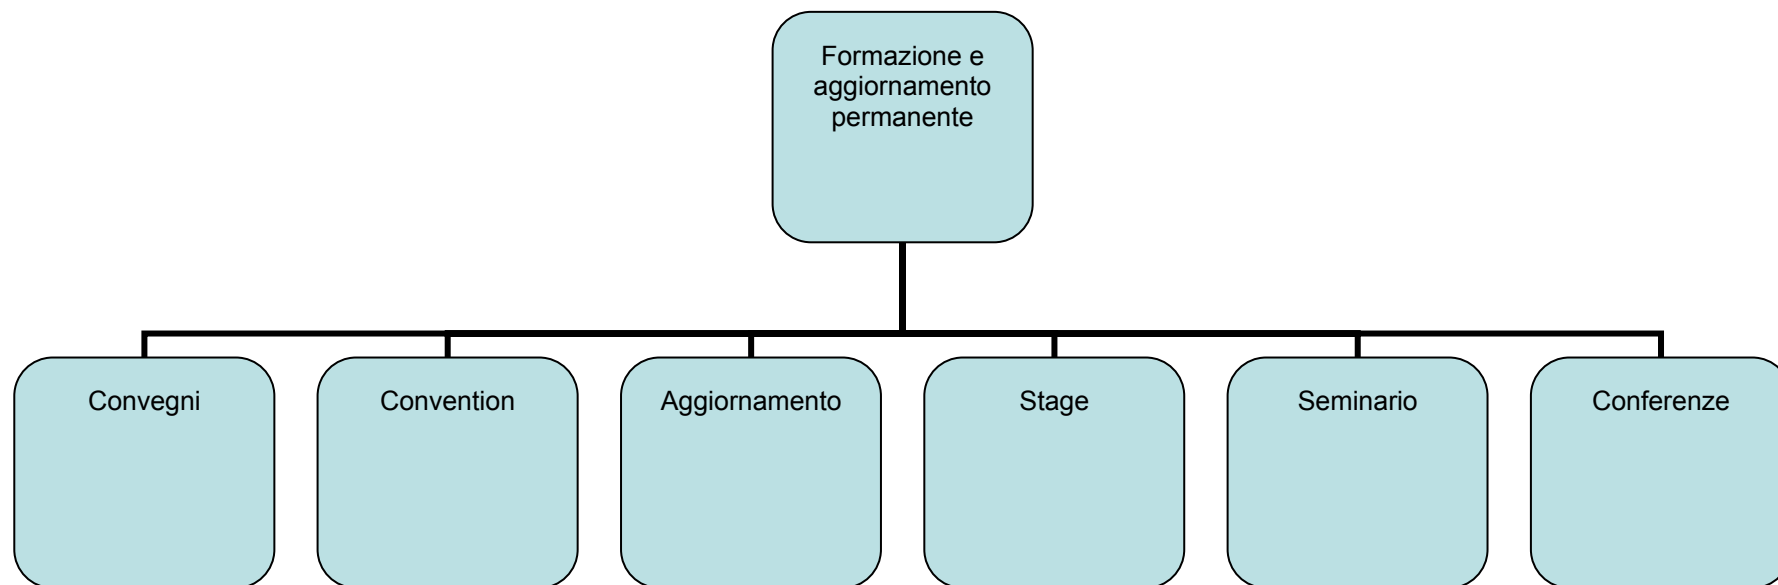 Formazione e
aggiornamento
permanente
Convegni
Convention
Aggiornamento
Stage
Seminario
Conferenze